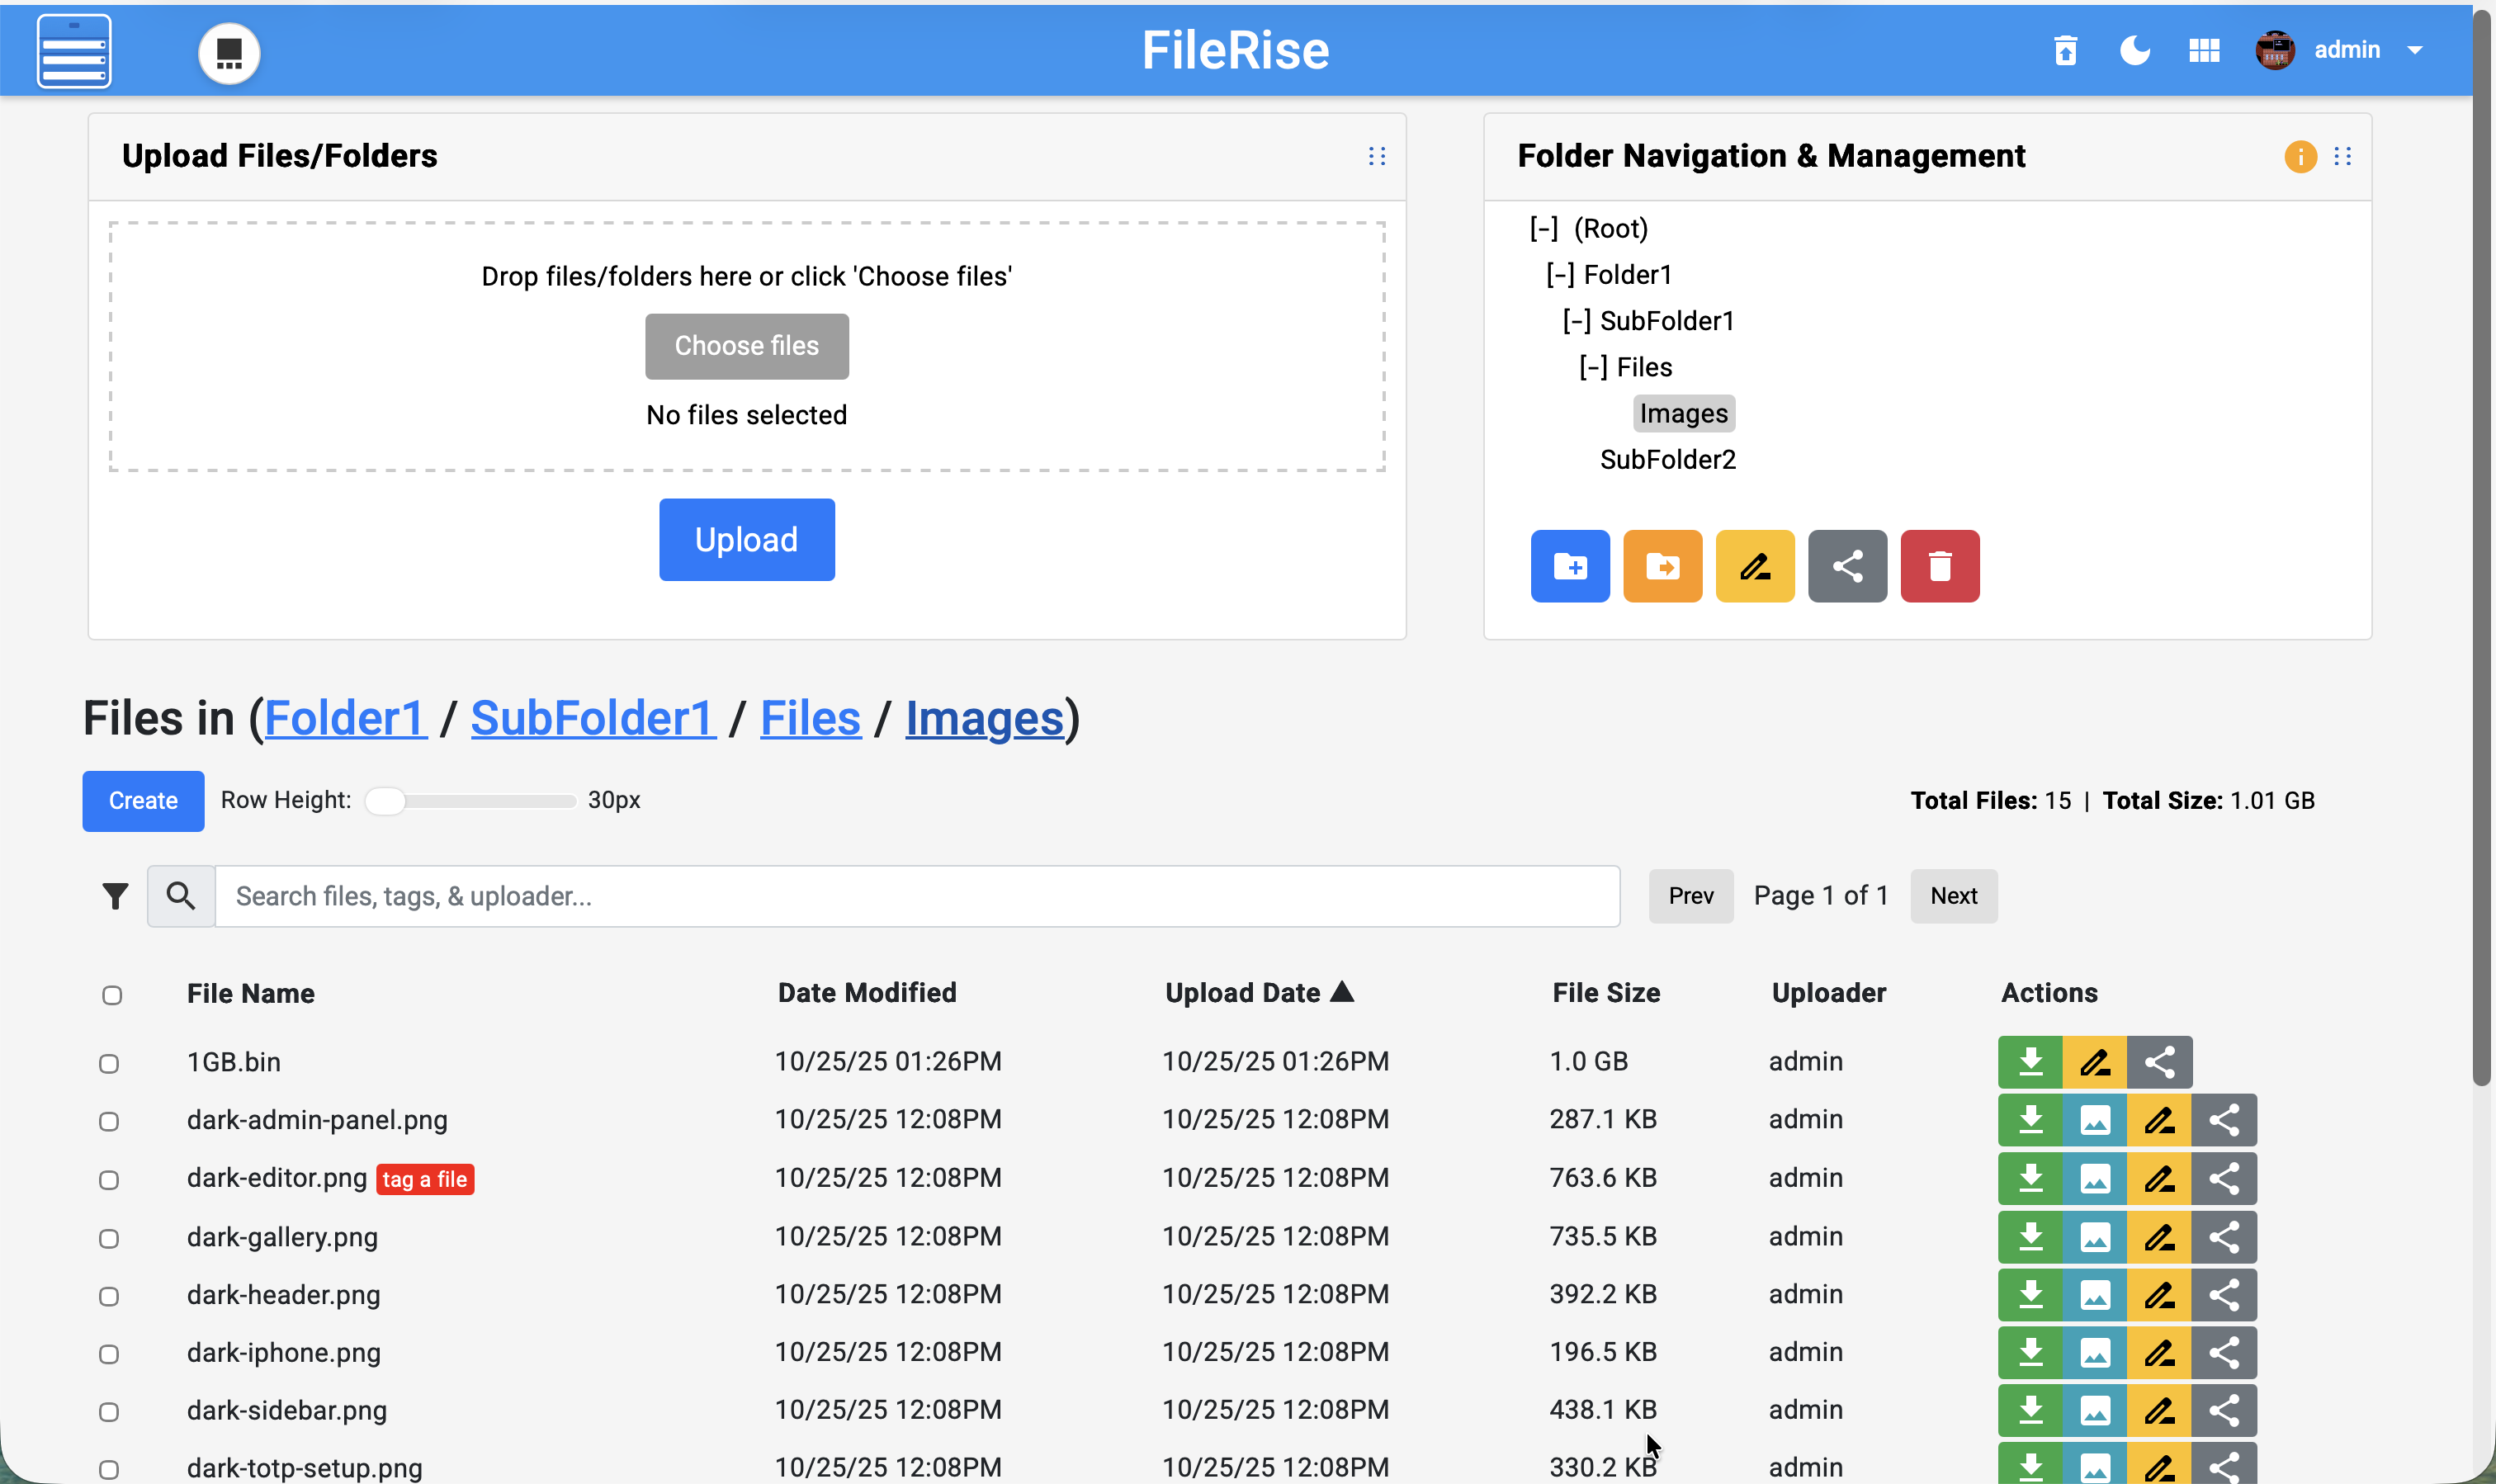 FileRise
admin
Upload Files/Folders
Drop files/folders here or click 'Choose files'
Choose files
No files selected
Upload
Folder Navigation & Management
[-] (Root)
[-] Folder1
[-] SubFolder1
[-] Files
Images
SubFolder2
Files in (Folder1 / SubFolder1 / Files / Images)
Create Row Height: 30px
Total Files: 15 | Total Size: 1.01 GB
Search files, tags, & uploader...
Prev Page 1 of 1 Next
File Name Date Modified Upload Date ▲ File Size Uploader Actions
1GB.bin 10/25/25 01:26PM 10/25/25 01:26PM 1.0 GB admin
dark-admin-panel.png 10/25/25 12:08PM 10/25/25 12:08PM 287.1 KB admin
dark-editor.png tag a file 10/25/25 12:08PM 10/25/25 12:08PM 763.6 KB admin
dark-gallery.png 10/25/25 12:08PM 10/25/25 12:08PM 735.5 KB admin
dark-header.png 10/25/25 12:08PM 10/25/25 12:08PM 392.2 KB admin
dark-iphone.png 10/25/25 12:08PM 10/25/25 12:08PM 196.5 KB admin
dark-sidebar.png 10/25/25 12:08PM 10/25/25 12:08PM 438.1 KB admin
dark-totp-setup.png 10/25/25 12:08PM 10/25/25 12:08PM 330.2 KB admin